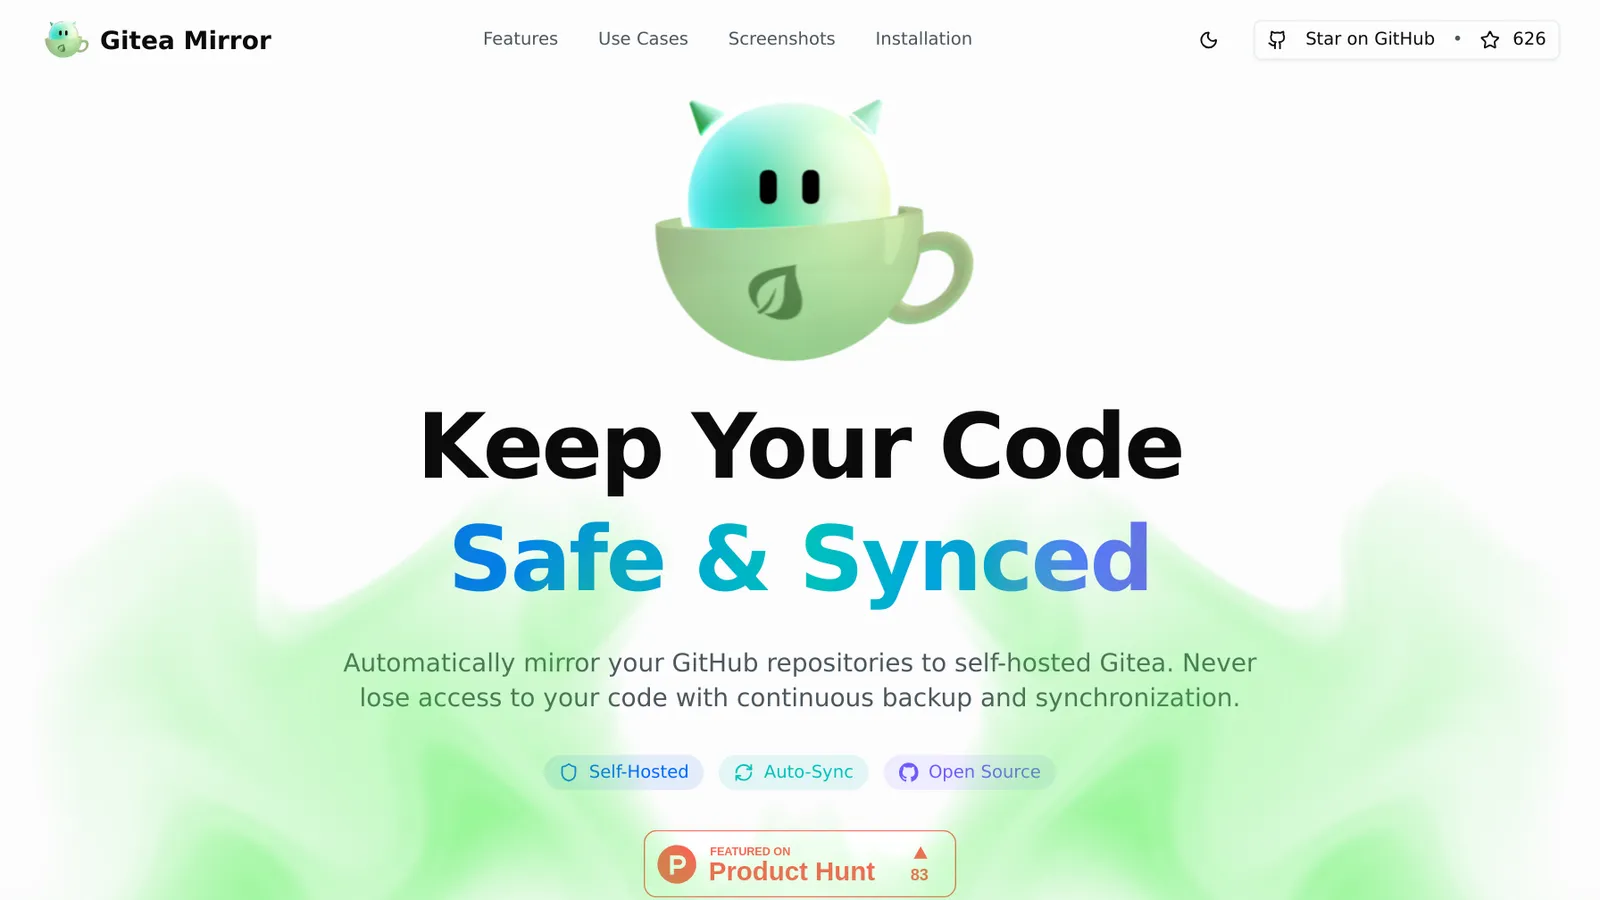 Gitea Mirror
Features
Use Cases
Screenshots
Installation
Star on GitHub • 626
Keep Your Code
Safe & Synced
Automatically mirror your GitHub repositories to self-hosted Gitea. Never
lose access to your code with continuous backup and synchronization.
Self-Hosted
Auto-Sync
Open Source
P
FEATURED ON
Product Hunt
83